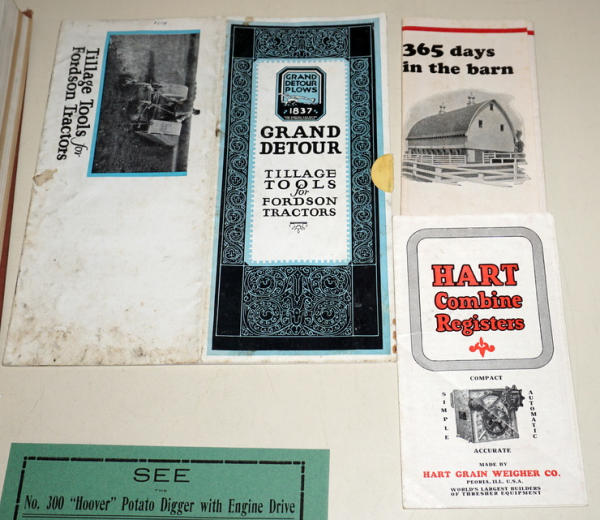 Tillage Tools for
Fordson Tractors
GRAND
DETOUR
PLOWS
1837
GRAND
DETOUR
TILLAGE
TOOLS
for
FORDSON
TRACTORS
365 days
in the barn
HART
Combine
Registers
COMPACT
SIMPLE
AUTOMATIC
ACCURATE
MADE BY
HART GRAIN WEIGHER CO.
PEORIA, ILL. U.S.A.
WORLD'S LARGEST BUILDERS
OF THRESHER EQUIPMENT
SEE
THE
No. 300 "Hoover" Potato Digger with Engine Drive